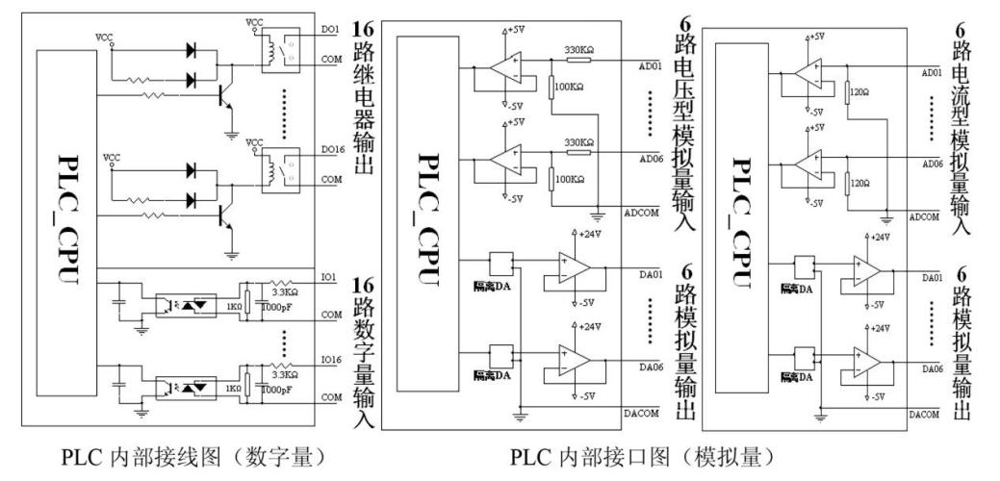 VCC
VCC
DO1
COM
VCC
VCC
DO16
COM
PLC_CPU
16路继电器输出
IO1
3.3KΩ
1KΩ
1000pF
COM
IO16
3.3KΩ
1KΩ
1000pF
COM
16路数字量输入
PLC_CPU
+5V
330KΩ
AD01
100KΩ
-5V
+5V
330KΩ
AD06
100KΩ
-5V
ADCOM
6路电压型模拟量输入
+24V
DA01
隔离DA
-5V
+24V
DA06
隔离DA
-5V
DACOM
6路模拟量输出
PLC_CPU
+5V
AD01
120Ω
-5V
+5V
AD06
120Ω
-5V
ADCOM
6路电流型模拟量输入
+24V
DA01
隔离DA
-5V
+24V
DA06
隔离DA
-5V
DACOM
6路模拟量输出
PLC 内部接线图（数字量）
PLC 内部接口图（模拟量）